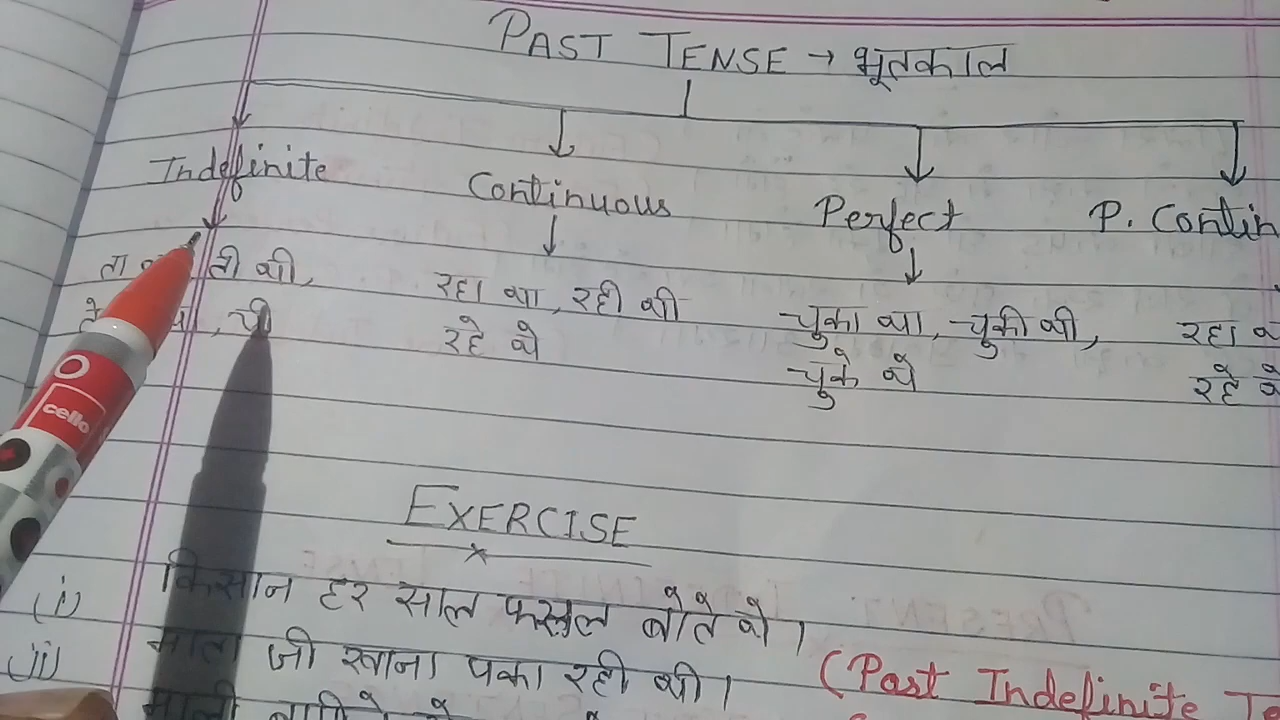 PAST TENSE → भूतकाल
Indefinite Continuous Perfect P. Contin
ता ती थी, रहा था, रही थी चुका था, चुकी थी, रहा
रहे थे चुके थे रहे
cello
EXERCISE
(i) किसान हर साल फसल बोते थे।
(ii) माता जी खाना पका रही थी।
(Past Indefinite Te